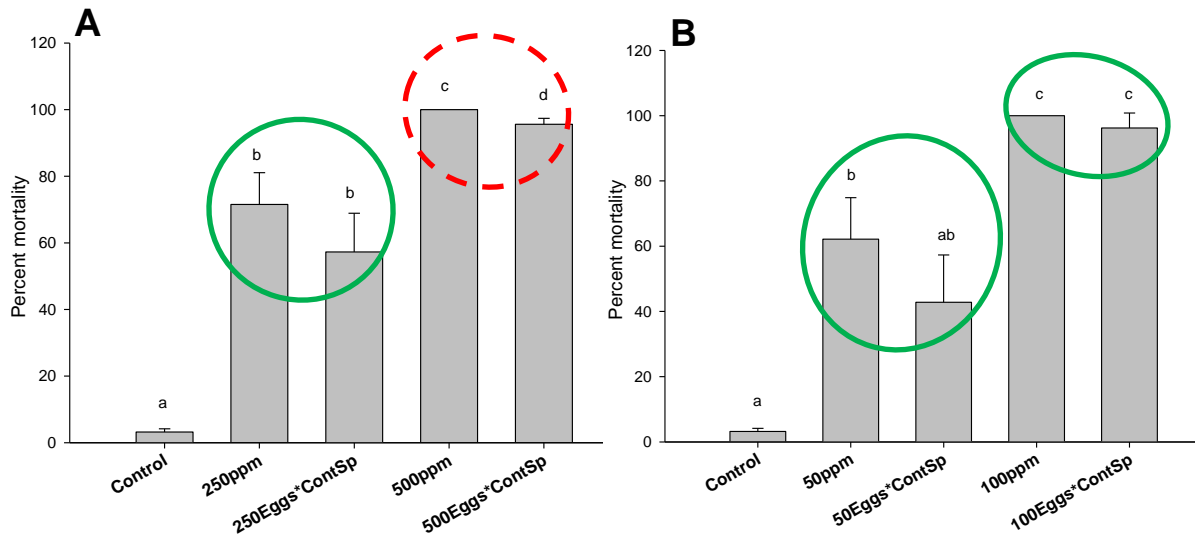 A
Percent mortality
120
100
80
60
40
20
0
a
b
b
c
d
Control
250ppm
250Eggs*ContSp
500ppm
500Eggs*ContSp
B
Percent mortality
120
100
80
60
40
20
0
a
b
ab
c
c
Control
50ppm
50Eggs*ContSp
100ppm
100Eggs*ContSp